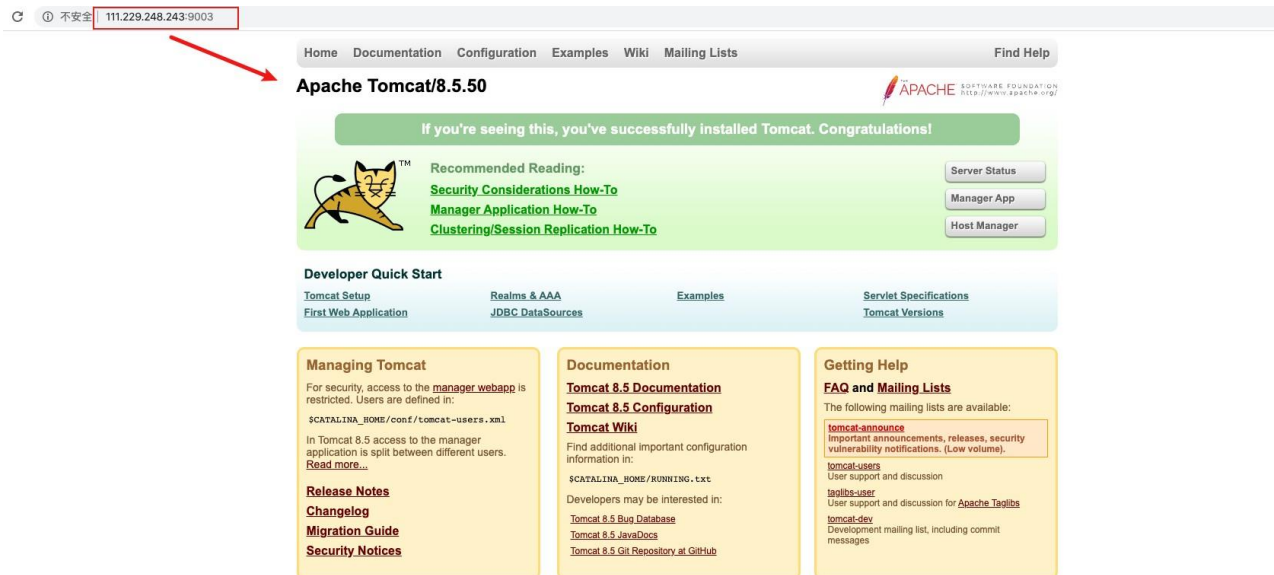 不安全
111.229.248.243:9003
Home Documentation Configuration Examples Wiki Mailing Lists Find Help
Apache Tomcat/8.5.50
THE
APACHE SOFTWARE FOUNDATION
http://www.apache.org/
If you're seeing this, you've successfully installed Tomcat. Congratulations!
TM
Recommended Reading:
Security Considerations How-To
Manager Application How-To
Clustering/Session Replication How-To
Server Status
Manager App
Host Manager
Developer Quick Start
Tomcat Setup
First Web Application
Realms & AAA
JDBC DataSources
Examples
Servlet Specifications
Tomcat Versions
Managing Tomcat
For security, access to the manager webapp is
restricted. Users are defined in:
$CATALINA_HOME/conf/tomcat-users.xml
In Tomcat 8.5 access to the manager
application is split between different users.
Read more...
Release Notes
Changelog
Migration Guide
Security Notices
Documentation
Tomcat 8.5 Documentation
Tomcat 8.5 Configuration
Tomcat Wiki
Find additional important configuration
information in:
$CATALINA_HOME/RUNNING.txt
Developers may be interested in:
Tomcat 8.5 Bug Database
Tomcat 8.5 JavaDocs
Tomcat 8.5 Git Repository at GitHub
Getting Help
FAQ and Mailing Lists
The following mailing lists are available:
tomcat-announce
Important announcements, releases, security
vulnerability notifications. (Low volume).
tomcat-users
User support and discussion
taglibs-user
User support and discussion for Apache Taglibs
tomcat-dev
Development mailing list, including commit
messages